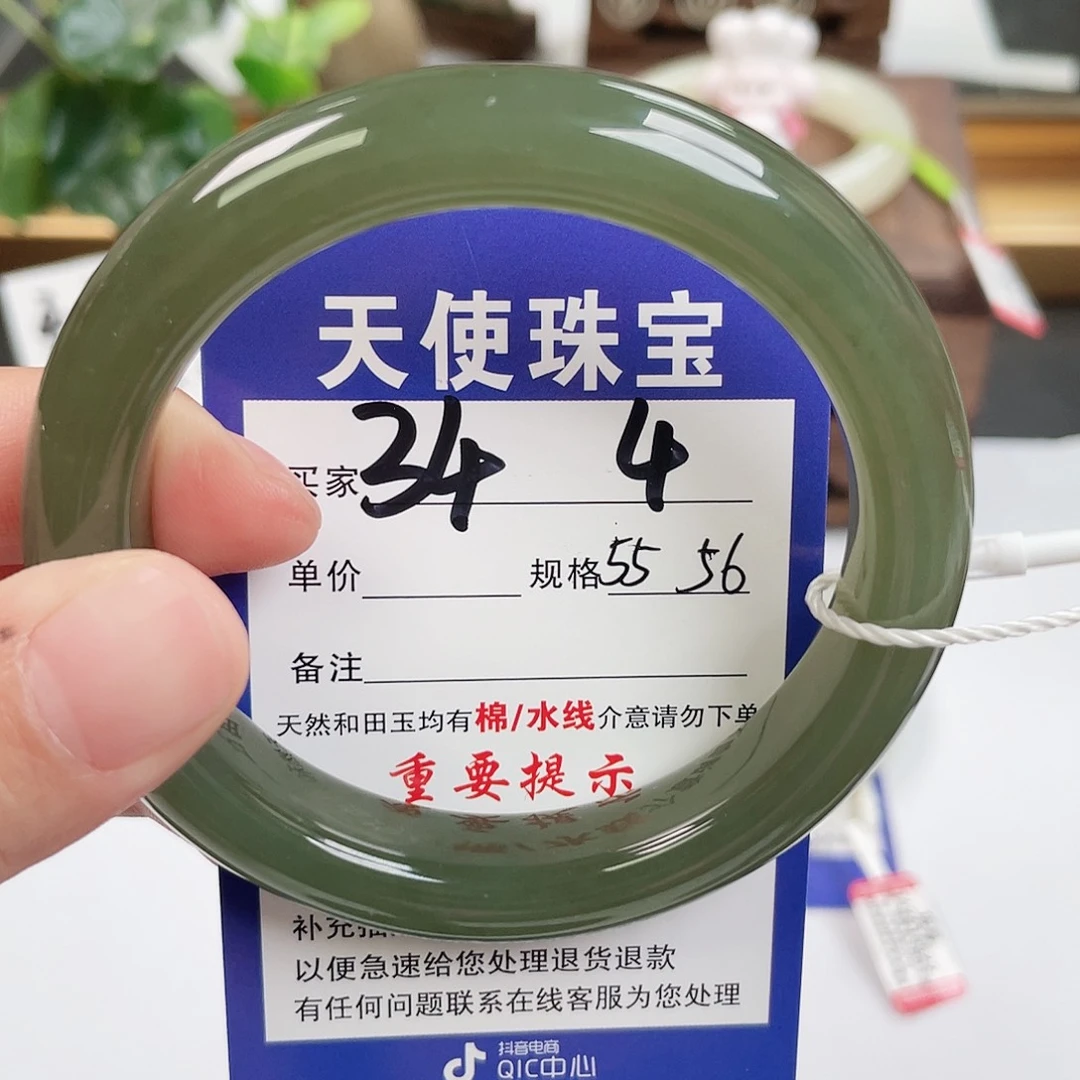 天使珠宝
买家 34 4
单价 规格 55 56
备注
天然和田玉均有棉/水线介意请勿下单
重要提示
补充
以便急速给您处理退货退款
有任何问题联系在线客服为您处理
抖音电商
QIC中心